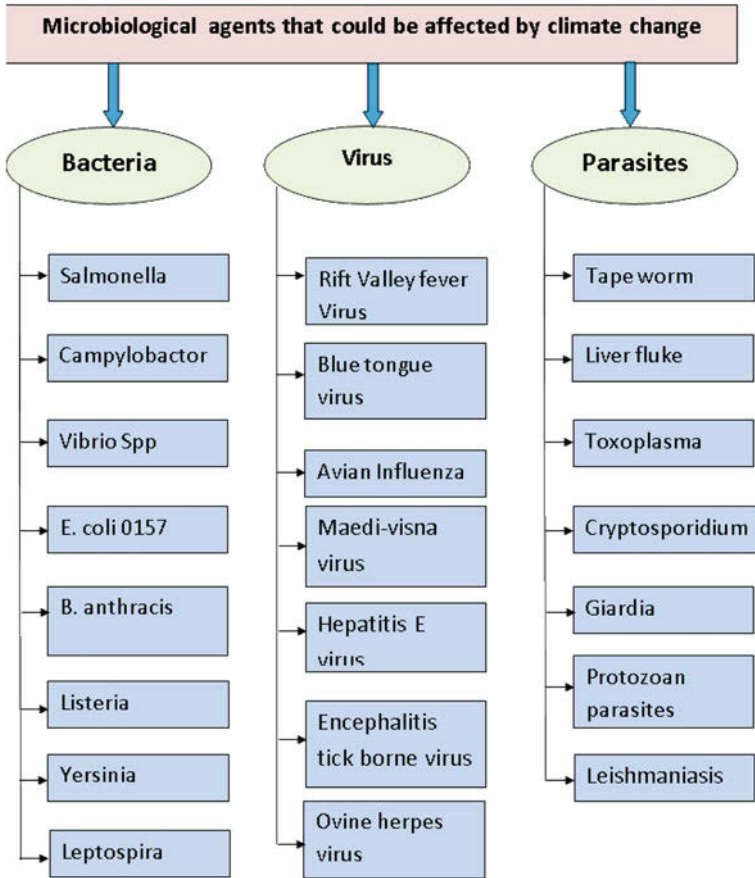 Microbiological agents that could be affected by climate change
Bacteria
Salmonella
Campylobactor
Vibrio Spp
E. coli 0157
B. anthracis
Listeria
Yersinia
Leptospira
Virus
Rift Valley fever
Virus
Blue tongue
virus
Avian Influenza
Maedi-visna
virus
Hepatitis E
virus
Encephalitis
tick borne virus
Ovine herpes
virus
Parasites
Tape worm
Liver fluke
Toxoplasma
Cryptosporidium
Giardia
Protozoan
parasites
Leishmaniasis